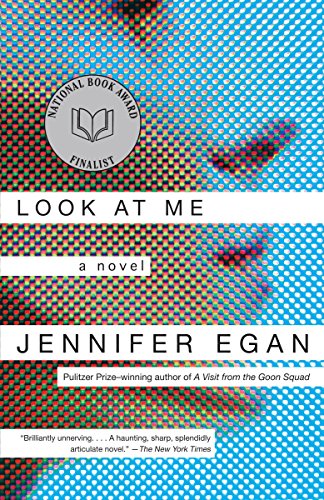 NATIONAL BOOK AWARD
FINALIST
LOOK AT ME
a novel
JENNIFER EGAN
Pulitzer Prize–winning author of A Visit from the Goon Squad
"Brilliantly unnerving. . . . A haunting, sharp, splendidly
articulate novel." —The New York Times